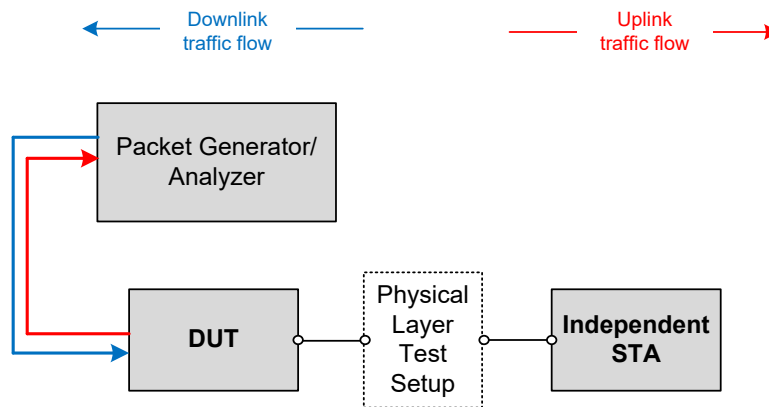 Downlink
traffic flow
Uplink
traffic flow
Packet Generator/
Analyzer
DUT
Physical
Layer
Test
Setup
Independent
STA